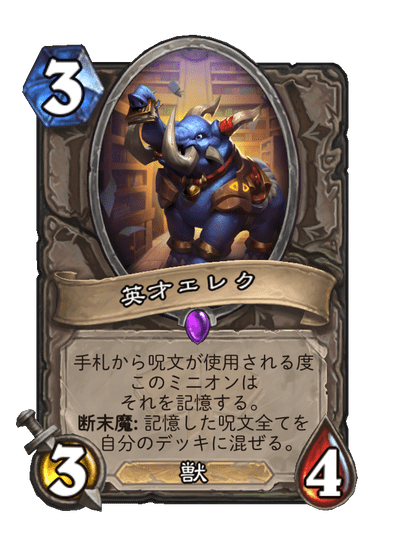 3
英才エレク
手札から呪文が使用される度
このミニオンは
それを記憶する。
断末魔: 記憶した呪文全てを
自分のデッキに混ぜる。
3
獣
4